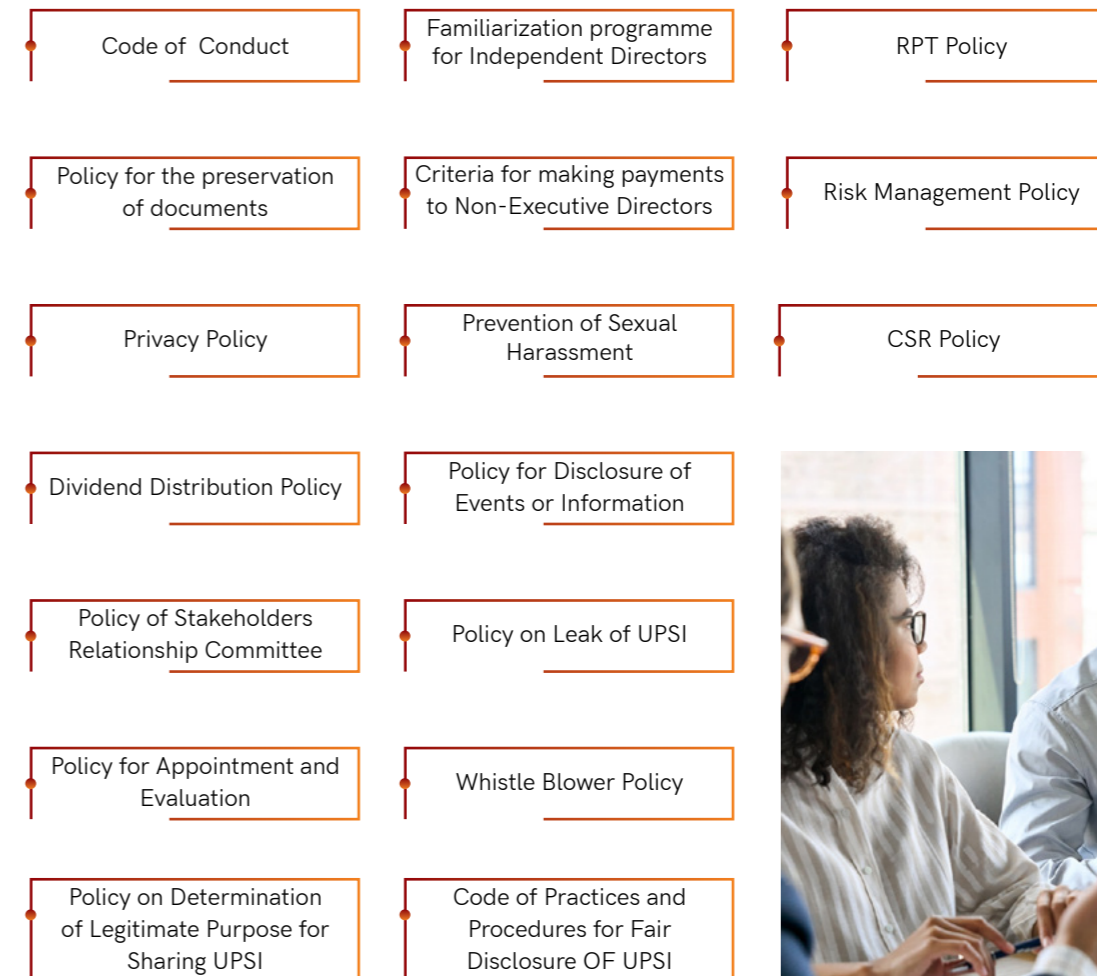 Code of  Conduct
Familiarization programme
for Independent Directors
RPT Policy
Policy for the preservation
of documents
Criteria for making payments
to Non-Executive Directors
Risk Management Policy
Privacy Policy
Prevention of Sexual
Harassment
CSR Policy
Dividend Distribution Policy
Policy for Disclosure of
Events or Information
Policy of Stakeholders
Relationship Committee
Policy on Leak of UPSI
Policy for Appointment and
Evaluation
Whistle Blower Policy
Policy on Determination
of Legitimate Purpose for
Sharing UPSI
Code of Practices and
Procedures for Fair
Disclosure OF UPSI